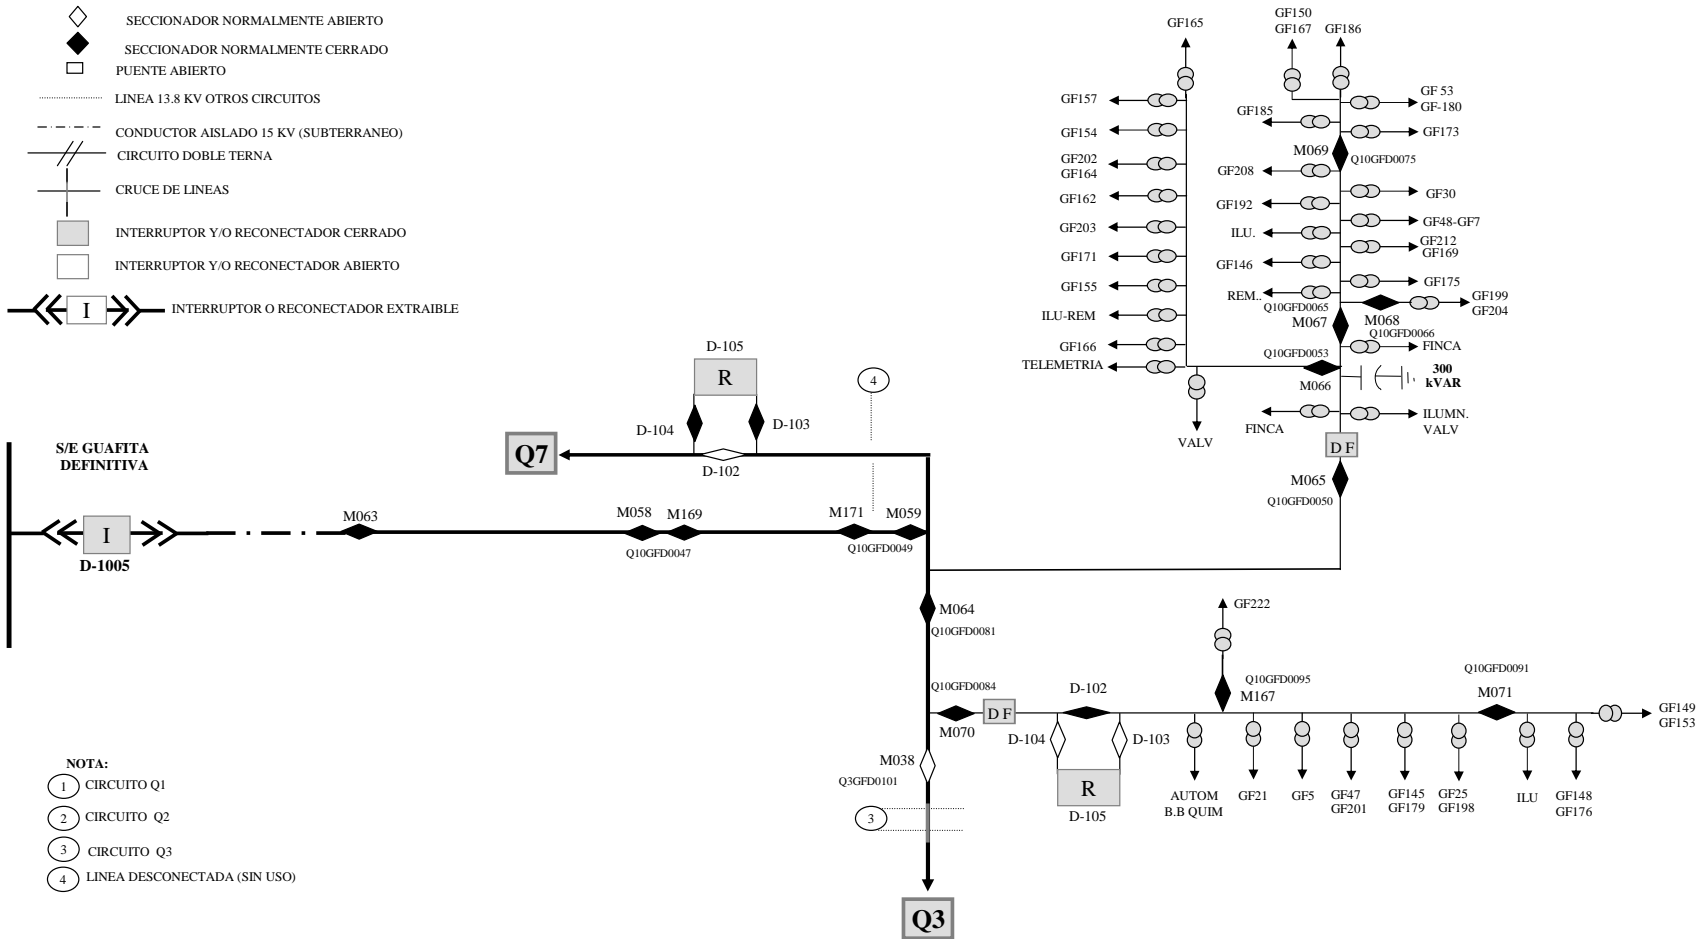 SECCIONADOR NORMALMENTE ABIERTO
SECCIONADOR NORMALMENTE CERRADO
PUENTE ABIERTO
LINEA 13.8 KV OTROS CIRCUITOS
CONDUCTOR AISLADO 15 KV (SUBTERRANEO)
CIRCUITO DOBLE TERNA
CRUCE DE LINEAS
INTERRUPTOR Y/O RECONECTADOR CERRADO
INTERRUPTOR Y/O RECONECTADOR ABIERTO
I
INTERRUPTOR O RECONECTADOR EXTRAIBLE
S/E GUAFITA
DEFINITIVA
I
D-1005
M063
M058
M169
Q10GFD0047
M171
M059
Q10GFD0049
D-105
R
D-104
D-103
D-102
Q7
4
GF165
GF157
GF154
GF202
GF164
GF162
GF203
GF171
GF155
ILU-REM
GF166
TELEMETRIA
VALV
GF150
GF167
GF186
GF 53
GF-180
GF185
GF173
M069
Q10GFD0075
GF208
GF30
GF192
GF48-GF7
ILU.
GF212
GF169
GF146
GF175
REM..
Q10GFD0065
M067
M068
Q10GFD0066
GF199
GF204
FINCA
Q10GFD0053
M066
300
kVAR
FINCA
ILUMN.
VALV
D F
M065
Q10GFD0050
M064
Q10GFD0081
Q10GFD0084
M070
D F
D-102
D-104
D-103
R
D-105
GF222
Q10GFD0095
M167
Q10GFD0091
M071
GF149
GF153
AUTOM
B.B QUIM
GF21
GF5
GF47
GF201
GF145
GF179
GF25
GF198
ILU
GF148
GF176
M038
Q3GFD0101
3
Q3
NOTA:
1 CIRCUITO Q1
2 CIRCUITO Q2
3 CIRCUITO Q3
4 LINEA DESCONECTADA (SIN USO)